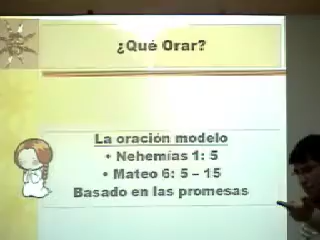 ¿Qué Orar?
La oración modelo
• Nehemías 1: 5
• Mateo 6: 5 – 15
Basado en las promesas